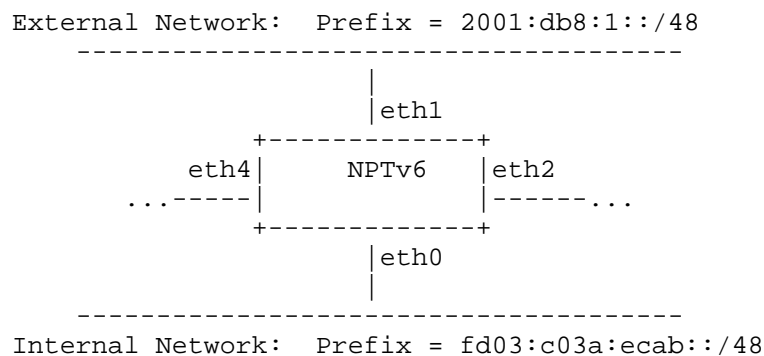 External Network:  Prefix = 2001:db8:1::/48
--------------------------------------
|
|eth1
+-------------+
eth4|     NPTv6   |eth2
...-----|             |------...
+-------------+
|eth0
|
--------------------------------------
Internal Network:  Prefix = fd03:c03a:ecab::/48